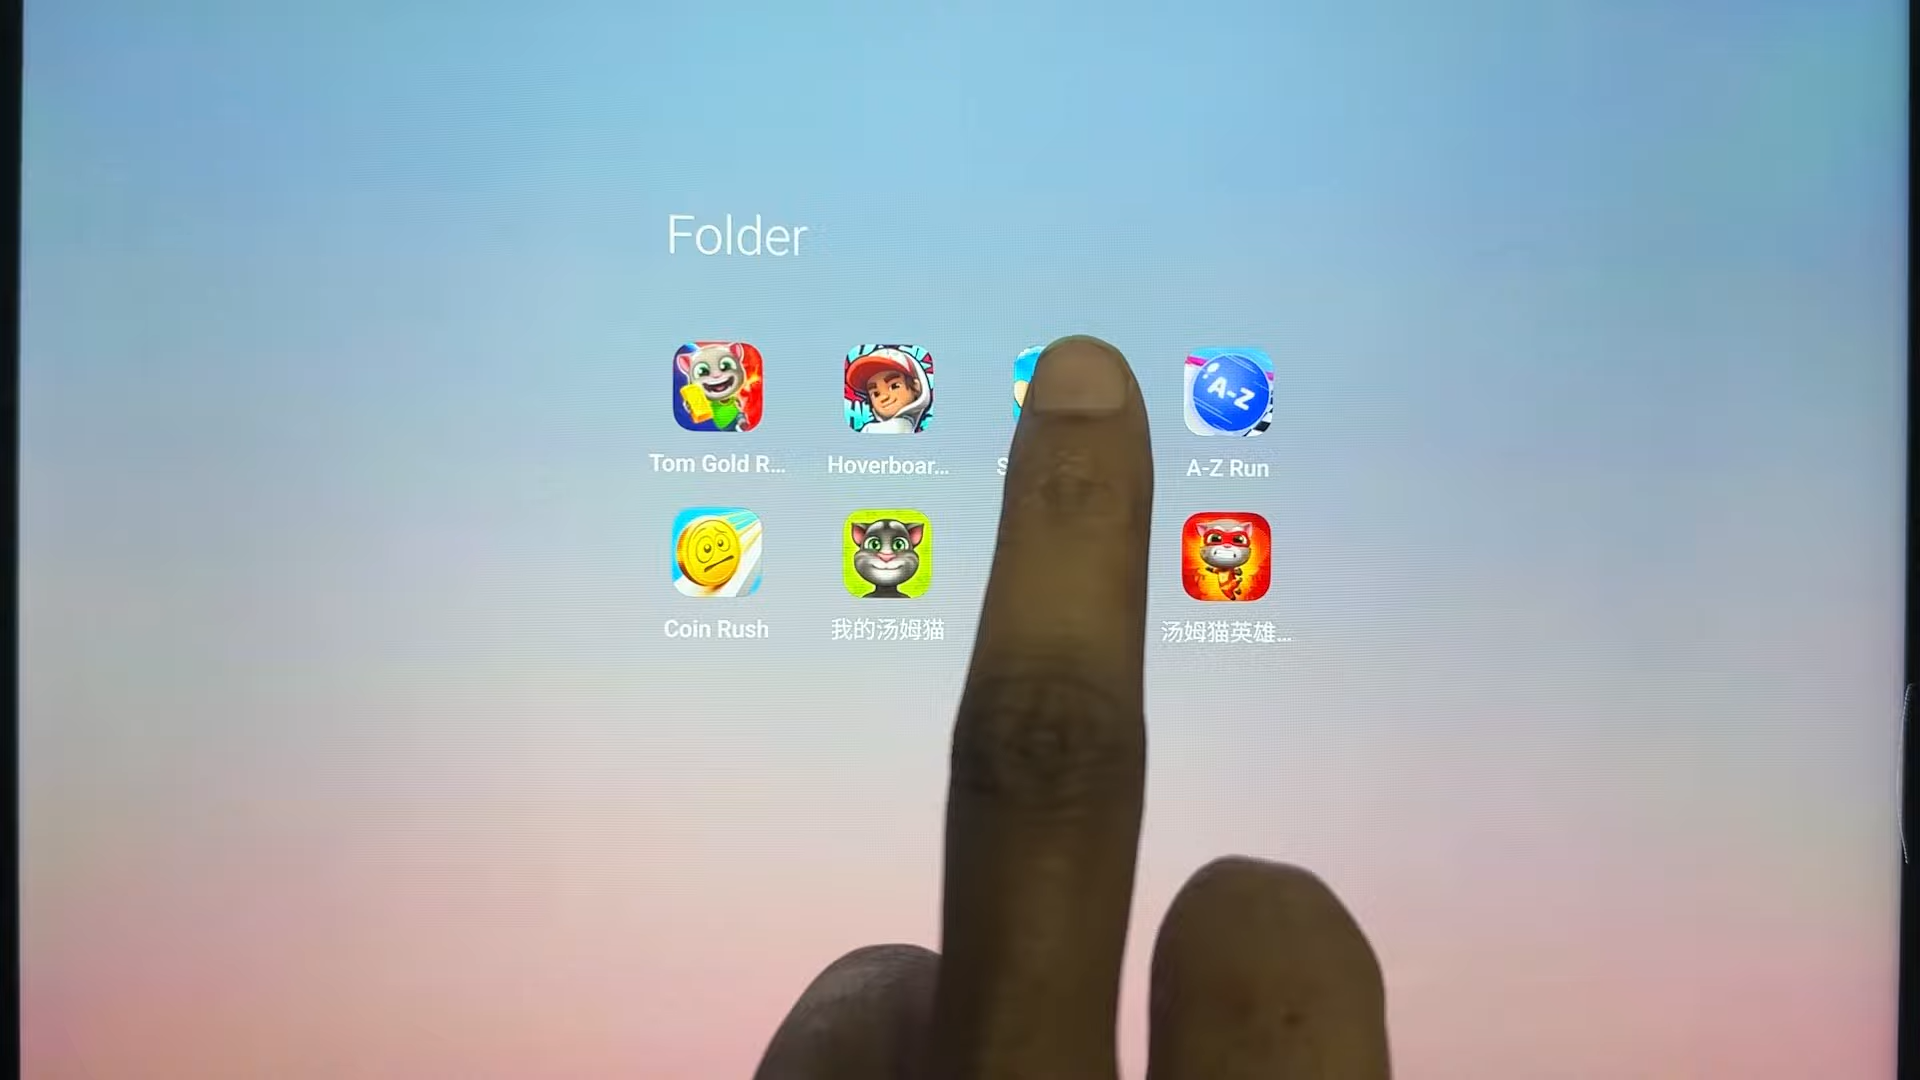 Folder
Tom Gold R...
Hoverboar...
A-Z
A-Z Run
Coin Rush
我的汤姆猫
汤姆猫英雄...